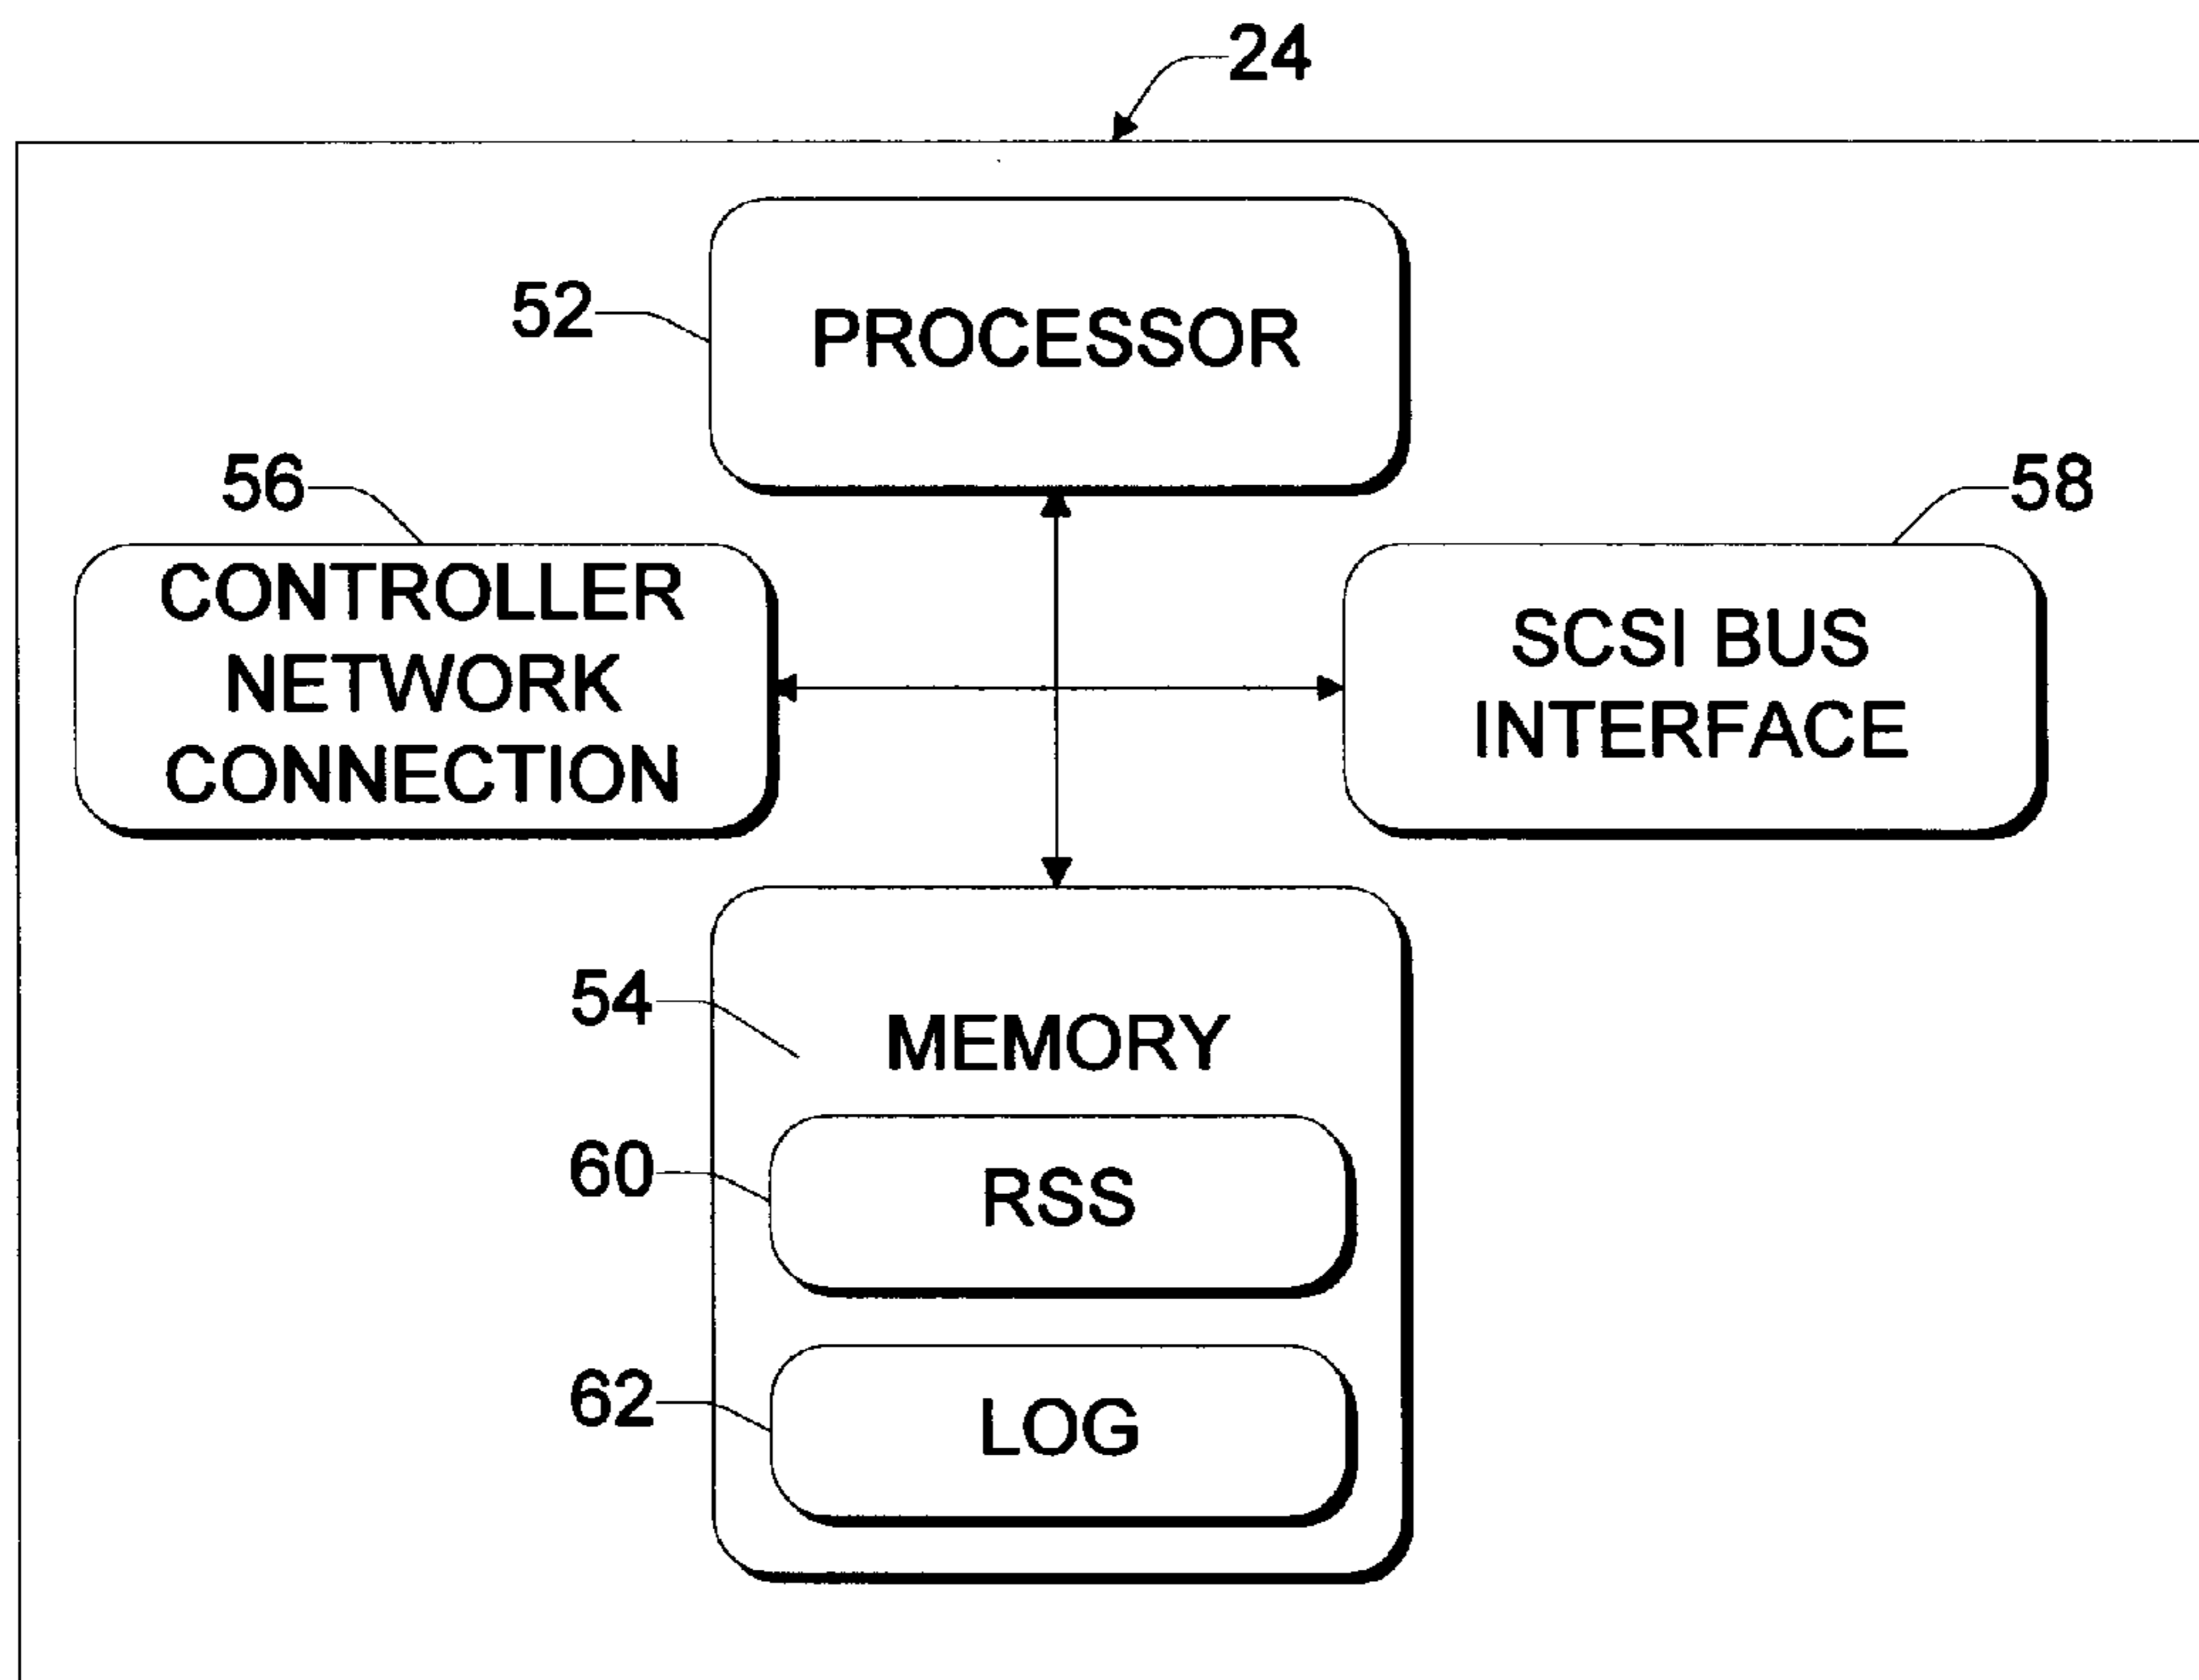 24
52
PROCESSOR
56
58
CONTROLLER
NETWORK
CONNECTION
SCSI BUS
INTERFACE
54
MEMORY
60
RSS
62
LOG